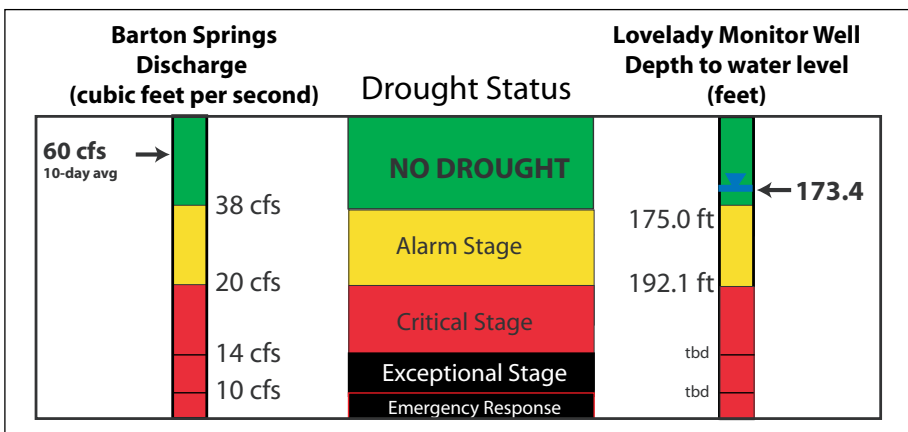 Barton Springs
Discharge
(cubic feet per second)
Drought Status
Lovelady Monitor Well
Depth to water level
(feet)
60 cfs
10-day avg
38 cfs
20 cfs
14 cfs
10 cfs
NO DROUGHT
Alarm Stage
Critical Stage
Exceptional Stage
Emergency Response
173.4
175.0 ft
192.1 ft
tbd
tbd